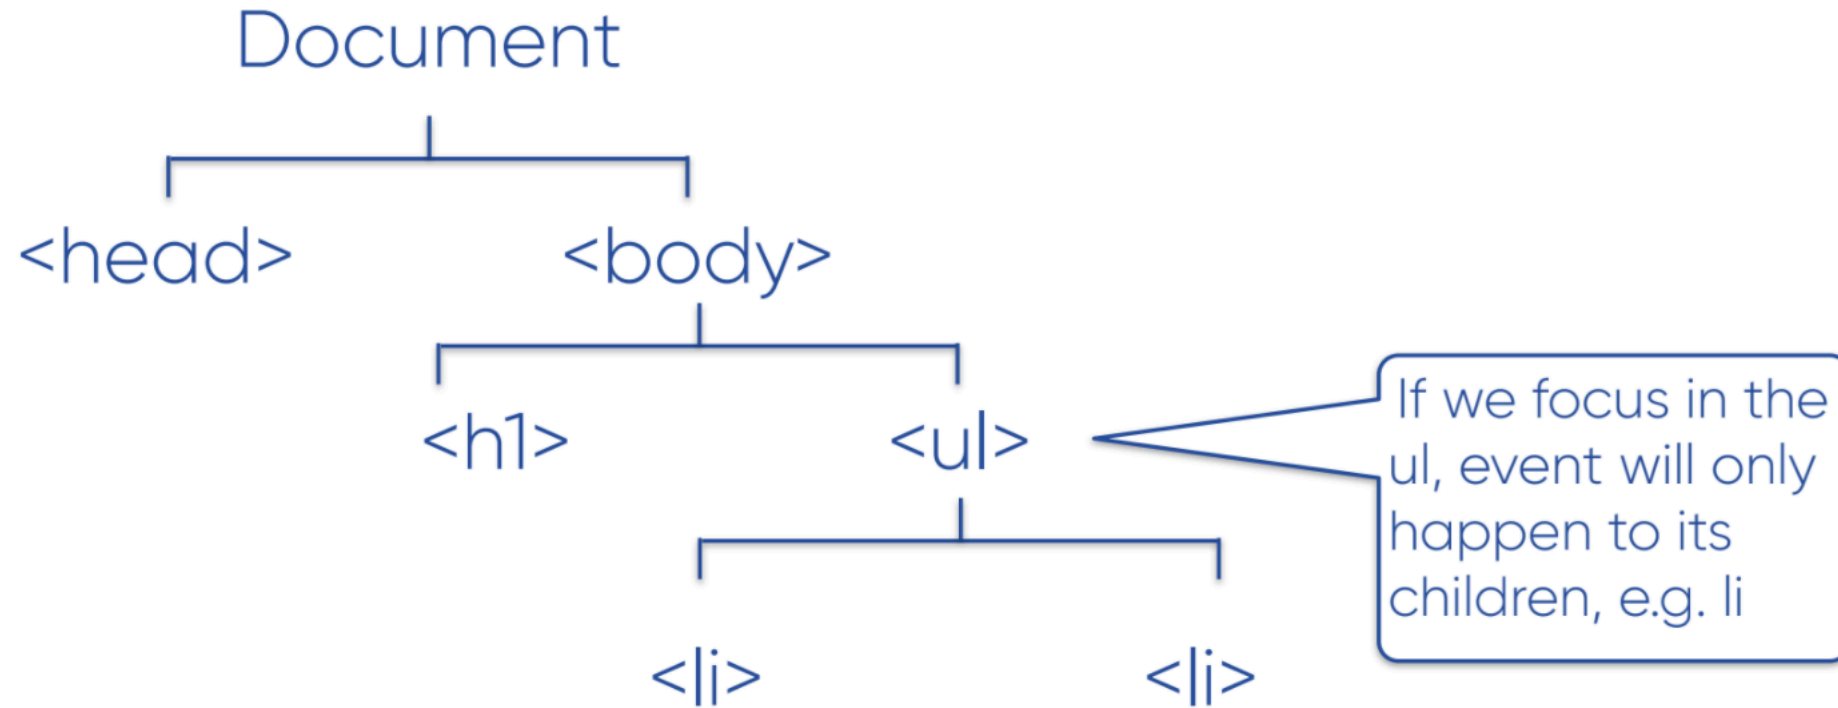 Document
<head>
<body>
<h1>
<ul>
If we focus in the
ul, event will only
happen to its
children, e.g. li
<li>
<li>